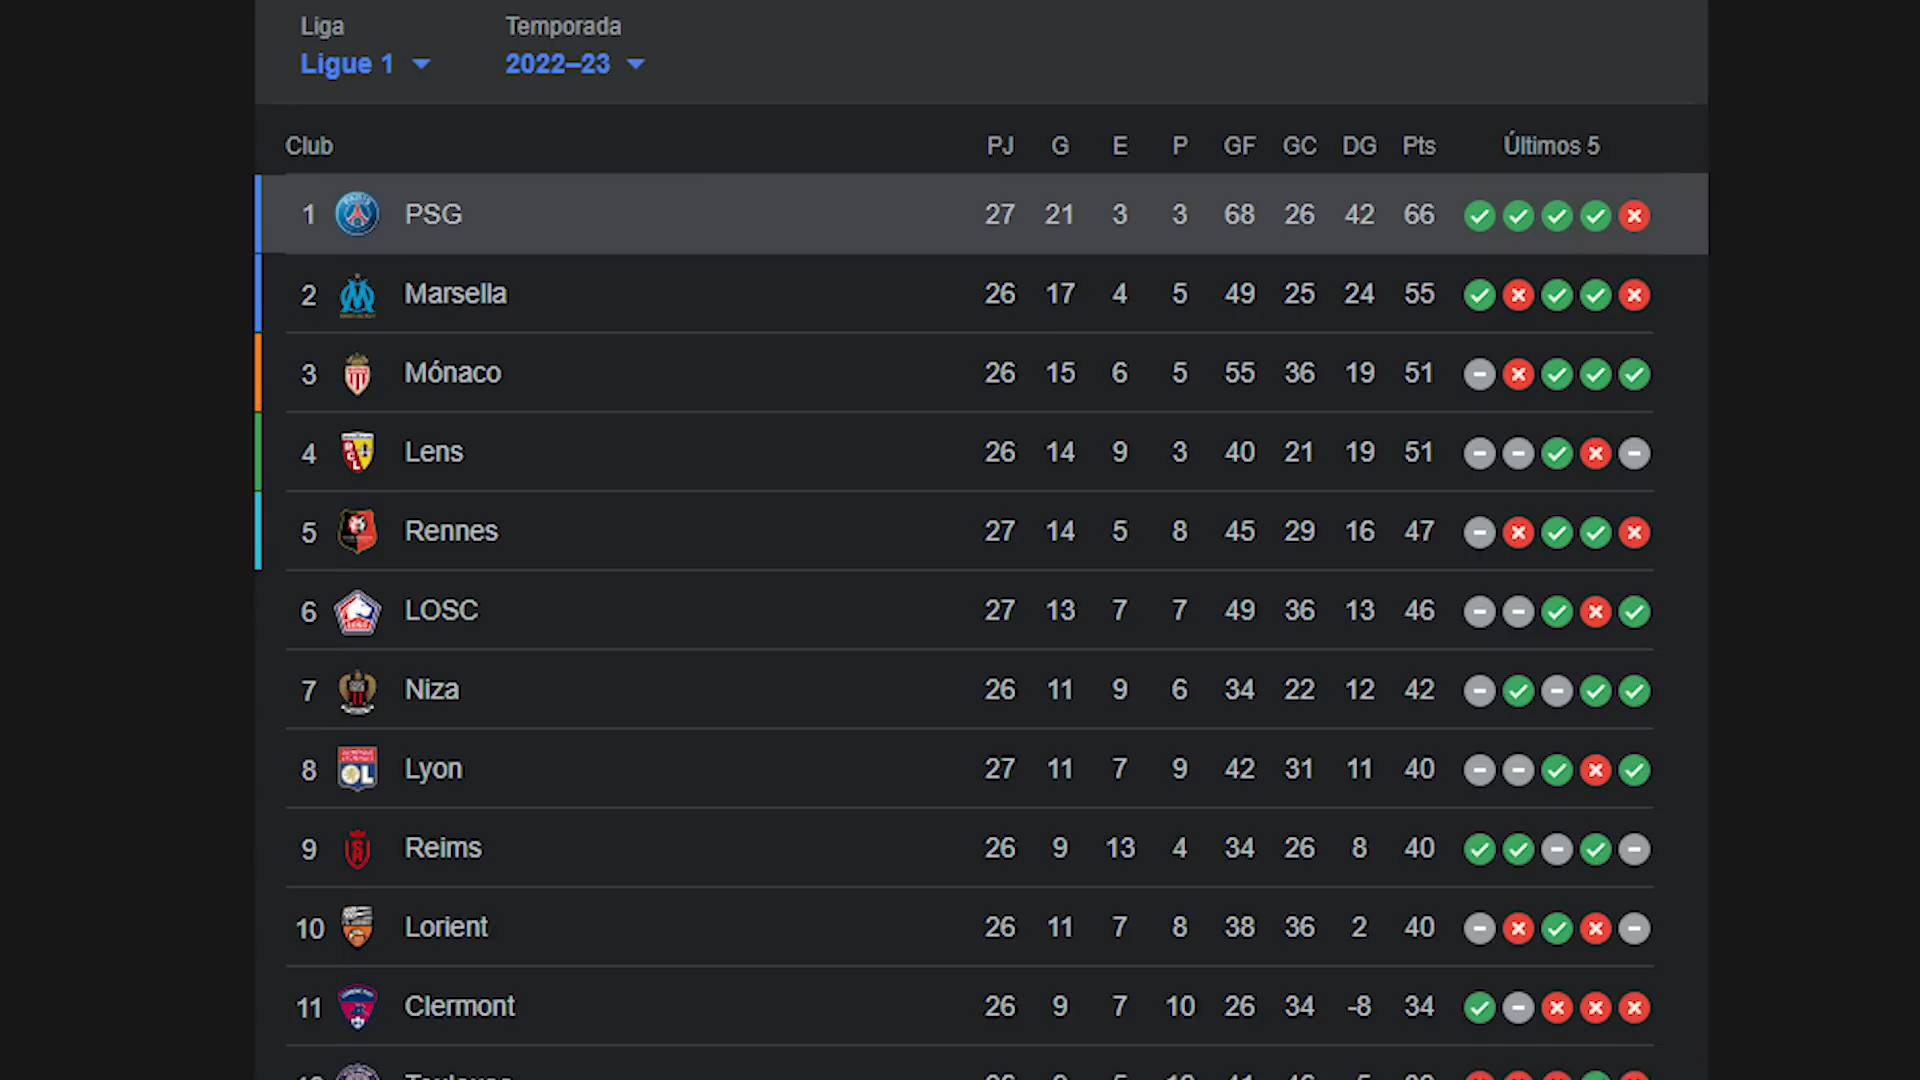 Liga Temporada
Ligue 1 2022–23
Club PJ G E P GF GC DG Pts Últimos 5
1 PSG 27 21 3 3 68 26 42 66
2 Marsella 26 17 4 5 49 25 24 55
3 Mónaco 26 15 6 5 55 36 19 51
4 Lens 26 14 9 3 40 21 19 51
5 Rennes 27 14 5 8 45 29 16 47
6 LOSC 27 13 7 7 49 36 13 46
7 Niza 26 11 9 6 34 22 12 42
8 Lyon 27 11 7 9 42 31 11 40
9 Reims 26 9 13 4 34 26 8 40
10 Lorient 26 11 7 8 38 36 2 40
11 Clermont 26 9 7 10 26 34 -8 34